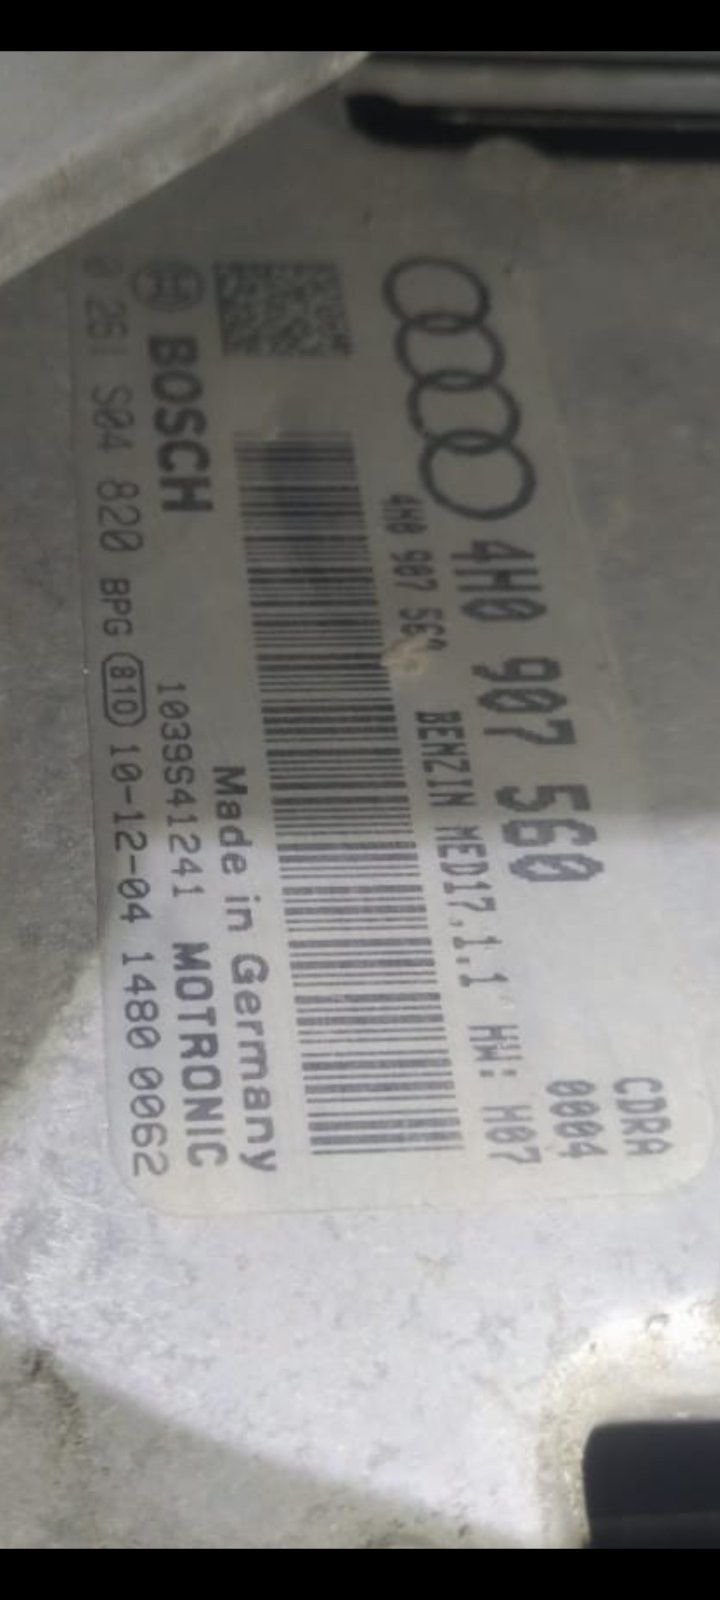 CDRA
0004
4H0 907 560
BENZIN MED17.1.1 HW: H07
4H0 907 560
Made in Germany
BOSCH
1039S41241 MOTRONIC
0 261 S04 820 BPG 810 10-12-04 1480 0062